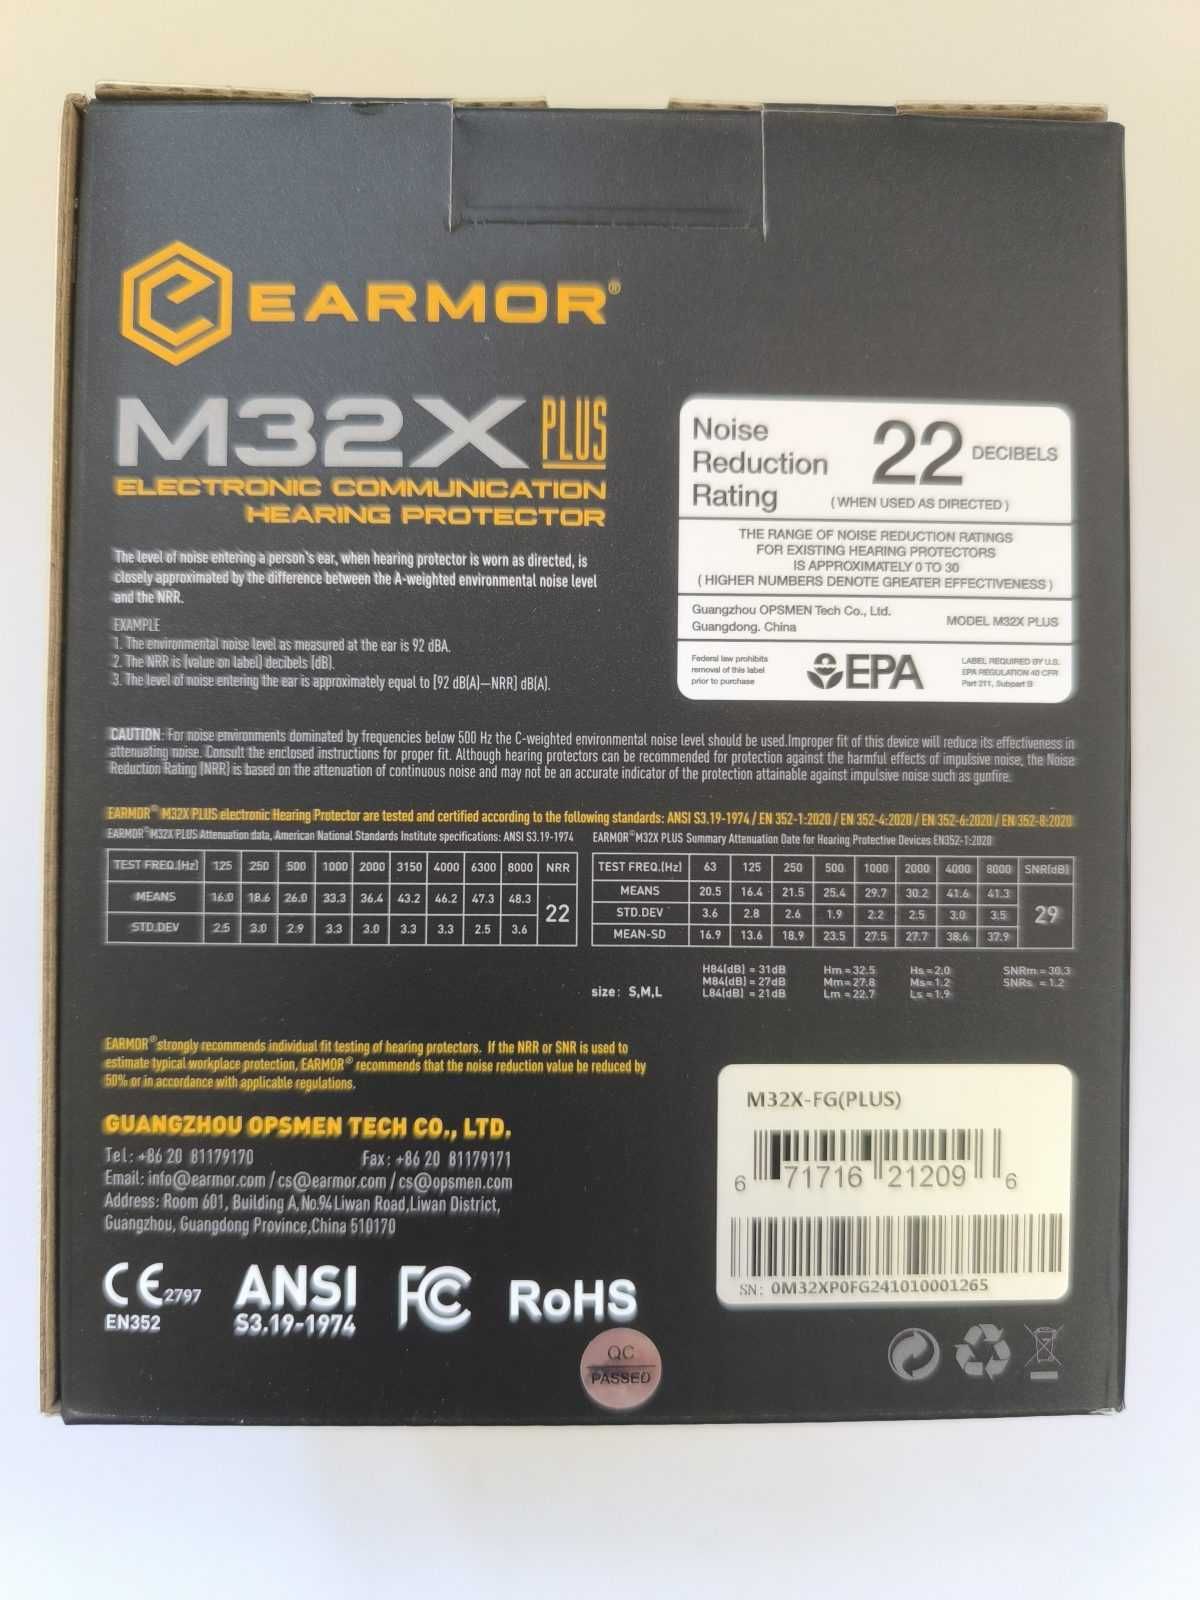 EARMOR®
M32X PLUS
ELECTRONIC COMMUNICATION
HEARING PROTECTOR
The level of noise entering a person's ear, when hearing protector is worn as directed, is
closely approximated by the difference between the A-weighted environmental noise level
and the NRR.
EXAMPLE
1. The environmental noise level as measured at the ear is 92 dBA.
2. The NRR is (value on label) decibels (dB).
3. The level of noise entering the ear is approximately equal to [92 dB(A)—NRR] dB(A).
Noise
Reduction
Rating
22 DECIBELS
(WHEN USED AS DIRECTED)
THE RANGE OF NOISE REDUCTION RATINGS
FOR EXISTING HEARING PROTECTORS
IS APPROXIMATELY 0 TO 30
(HIGHER NUMBERS DENOTE GREATER EFFECTIVENESS)
Guangzhou OPSMEN Tech Co., Ltd.
Guangdong. China
MODEL M32X PLUS
Federal law prohibits
removal of this label
prior to purchase
EPA
LABEL REQUIRED BY U.S.
EPA REGULATION 40 CFR
Part 211, Subpart B
CAUTION: For noise environments dominated by frequencies below 500 Hz the C-weighted environmental noise level should be used.Improper fit of this device will reduce its effectiveness in
attenuating noise. Consult the enclosed instructions for proper fit. Although hearing protectors can be recommended for protection against the harmful effects of impulsive noise, the Noise
Reduction Rating (NRR) is based on the attenuation of continuous noise and may not be an accurate indicator of the protection attainable against impulsive noise such as gunfire.
EARMOR® M32X PLUS electronic Hearing Protector are tested and certified according to the following standards: ANSI S3.19-1974 / EN 352-1:2020 / EN 352-4:2020 / EN 352-6:2020 / EN 352-8:2020
EARMOR®M32X PLUS Attenuation data, American National Standards Institute specifications: ANSI S3.19-1974
TEST FREQ.(Hz) 125 250 500 1000 2000 3150 4000 6300 8000 NRR
MEANS 16.0 18.6 26.0 33.3 36.4 43.2 46.2 47.3 48.3 22
STD.DEV 2.5 3.0 2.9 3.3 3.0 3.3 3.3 2.5 3.6
EARMOR®M32X PLUS Summary Attenuation Date for Hearing Protective Devices EN352-1:2020
TEST FREQ.(Hz) 63 125 250 500 1000 2000 4000 8000 SNR(dB)
MEANS 20.5 16.4 21.5 25.4 29.7 30.2 41.6 41.3 29
STD.DEV 3.6 2.8 2.6 1.9 2.2 2.5 3.0 3.5
MEAN-SD 16.9 13.6 18.9 23.5 27.5 27.7 38.6 37.9
H84(dB) = 31dB Hm = 32.5 Hs = 2.0 SNRm = 30.3
M84(dB) = 27dB Mm = 27.8 Ms = 1.2 SNRs = 1.2
size: S,M,L L84(dB) = 21dB Lm = 22.7 Ls = 1.9
EARMOR®strongly recommends individual fit testing of hearing protectors. If the NRR or SNR is used to
estimate typical workplace protection, EARMOR® recommends that the noise reduction value be reduced by
50% or in accordance with applicable regulations.
GUANGZHOU OPSMEN TECH CO., LTD.
Tel: +86 20 81179170 Fax: +86 20 81179171
Email: info@earmor.com / cs@earmor.com / cs@opsmen.com
Address: Room 601, Building A, No.94 Liwan Road,Liwan District,
Guangzhou, Guangdong Province,China 510170
M32X-FG(PLUS)
6 71716 21209 6
SN: 0M32XP0FG241010001265
CE 2797
EN352
ANSI
S3.19-1974
FC
RoHS
QC
PASSED